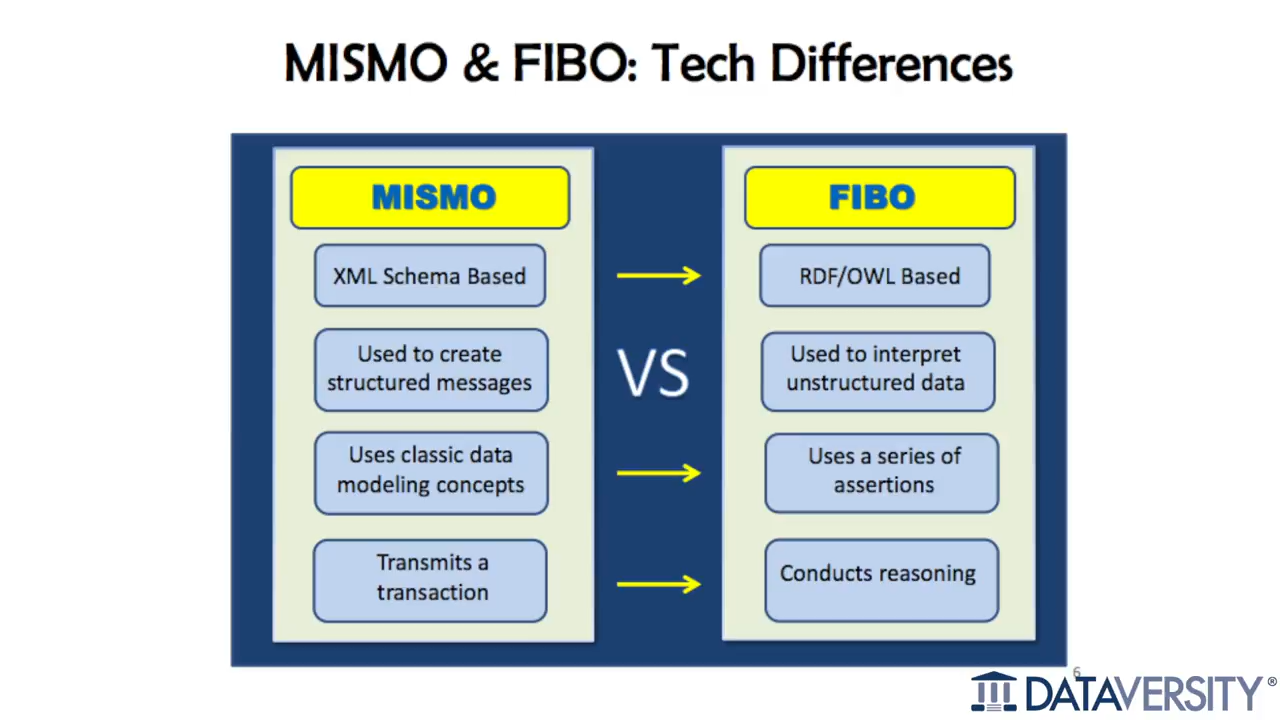 MISMO & FIBO: Tech Differences
MISMO
XML Schema Based
Used to create
structured messages
Uses classic data
modeling concepts
Transmits a
transaction
VS
FIBO
RDF/OWL Based
Used to interpret
unstructured data
Uses a series of
assertions
Conducts reasoning
6
DATAVERSITY®